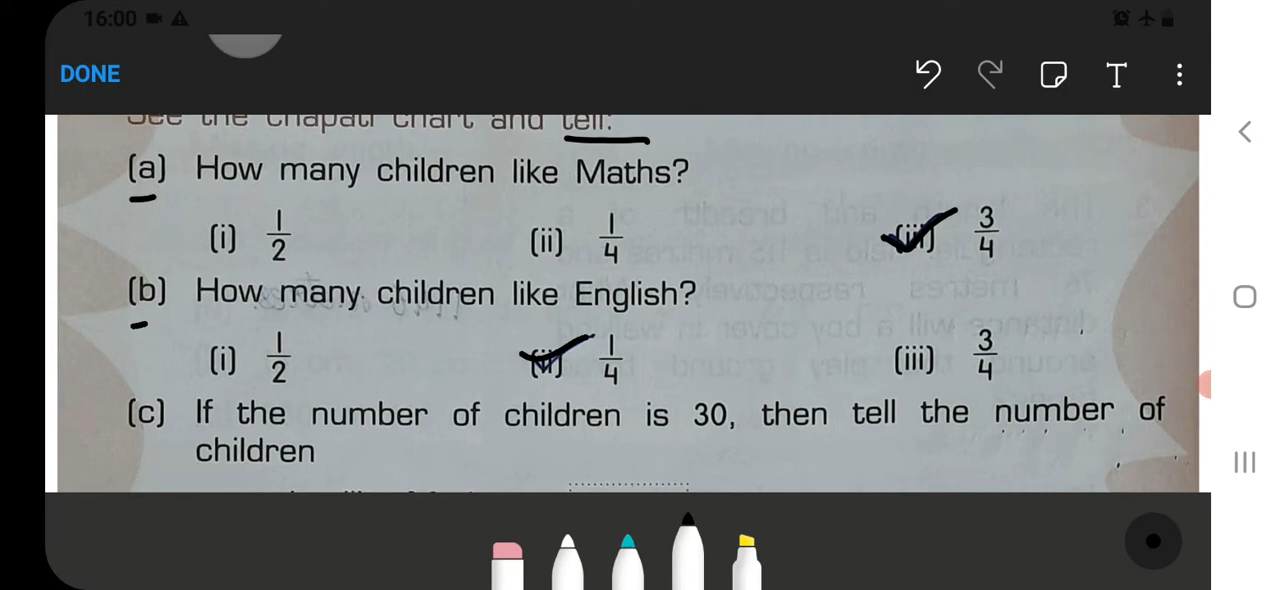 16:00
DONE
T
See the chapati chart and tell:
(a) How many children like Maths?
(i) 1/2 (ii) 1/4 (iii) 3/4
(b) How many children like English?
(i) 1/2 (ii) 1/4 (iii) 3/4
(c) If the number of children is 30, then tell the number of
children